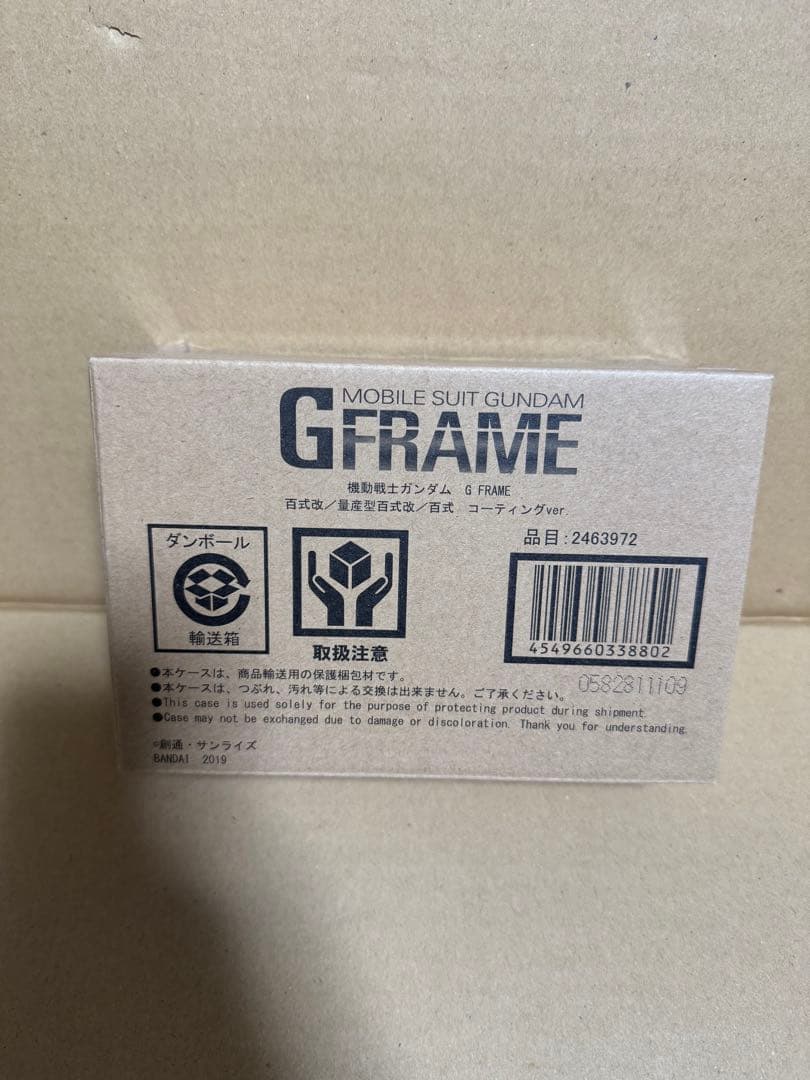 MOBILE SUIT GUNDAM
GFRAME
機動戦士ガンダム G FRAME
百式改／量産型百式改／百式 コーティングver.
ダンボール
輸送箱
取扱注意
品目:2463972
4549660338802
0582811109
●本ケースは、商品輸送用の保護梱包材です。
●本ケースは、つぶれ、汚れ等による交換は出来ません。ご了承ください。
●This case is used solely for the purpose of protecting product during shipment.
●Case may not be exchanged due to damage or discoloration. Thank you for understanding.
©創通・サンライズ
BANDAI 2019